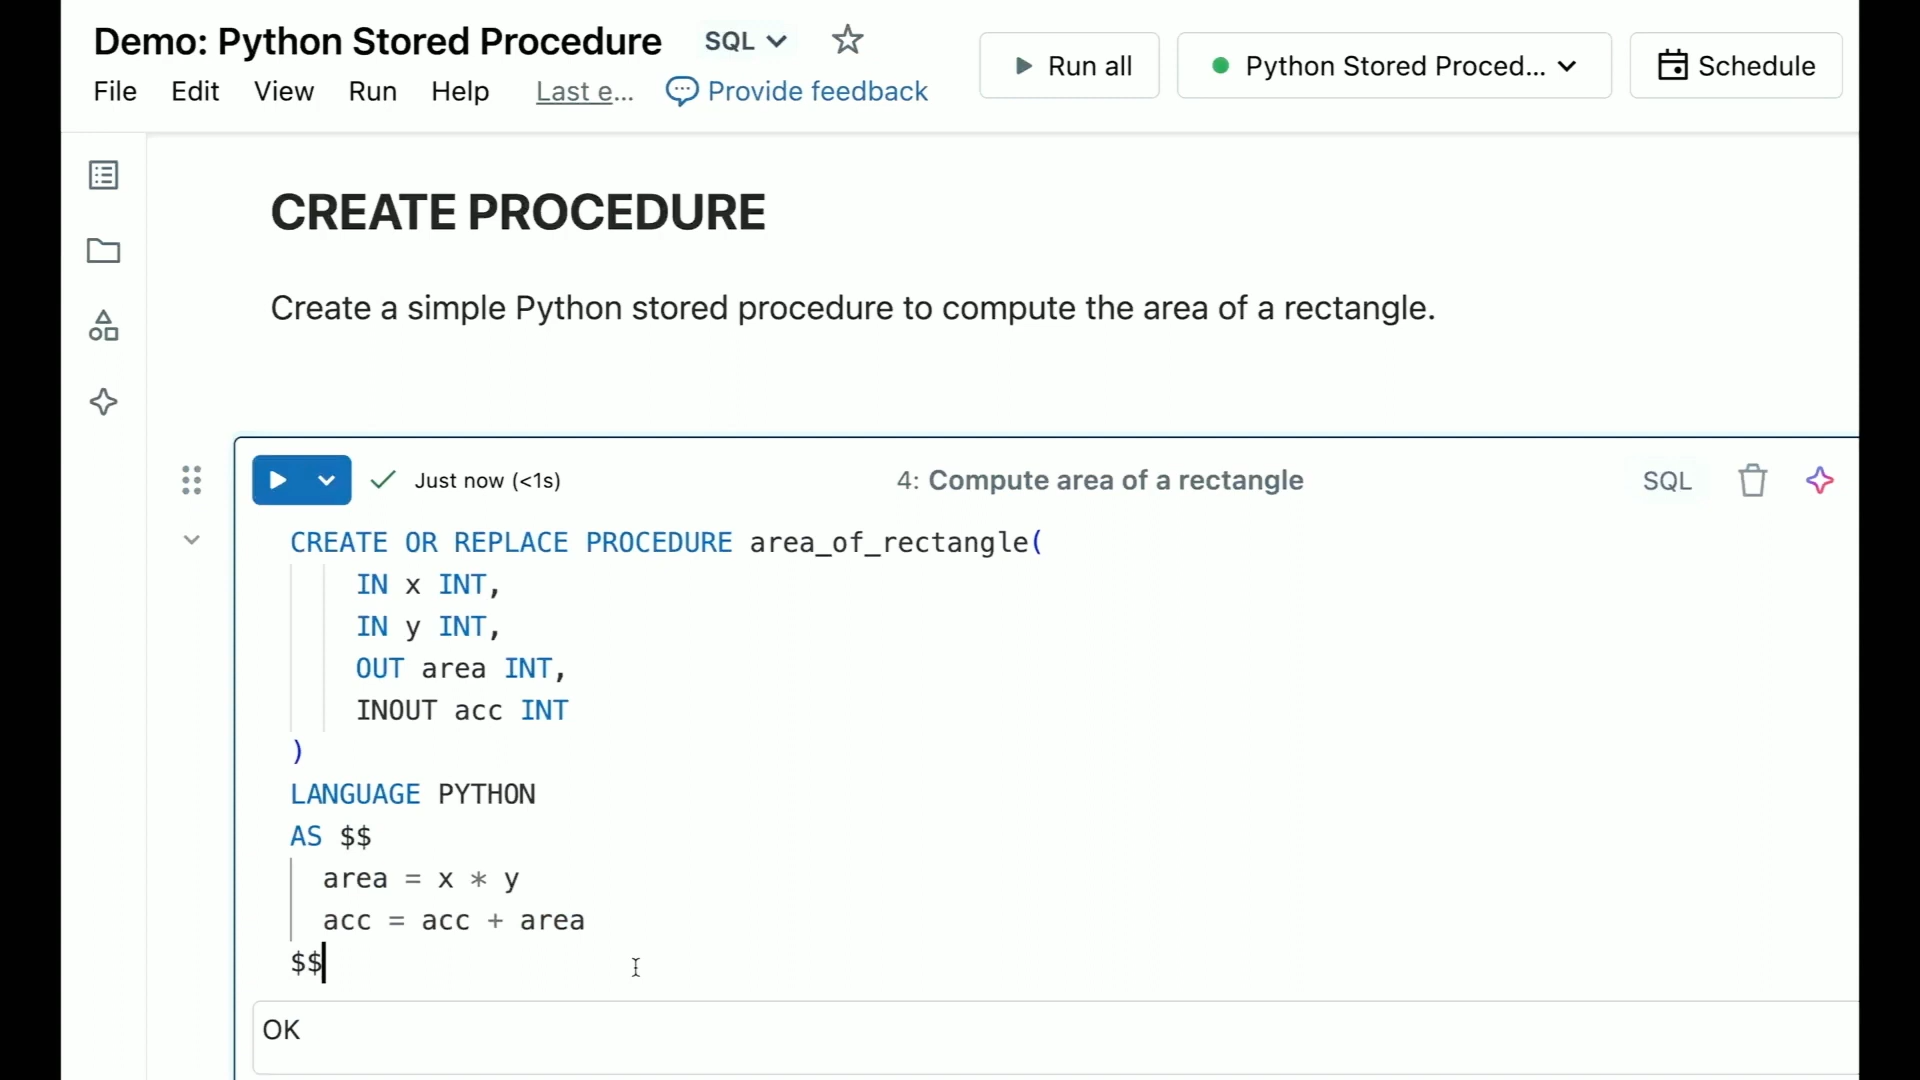 Demo: Python Stored Procedure SQL
Run all
Python Stored Proced...
Schedule
File Edit View Run Help Last e... Provide feedback
CREATE PROCEDURE
Create a simple Python stored procedure to compute the area of a rectangle.
Just now (<1s) 4: Compute area of a rectangle SQL
CREATE OR REPLACE PROCEDURE area_of_rectangle(
IN x INT,
IN y INT,
OUT area INT,
INOUT acc INT
)
LANGUAGE PYTHON
AS $$
area = x * y
acc = acc + area
$$
OK